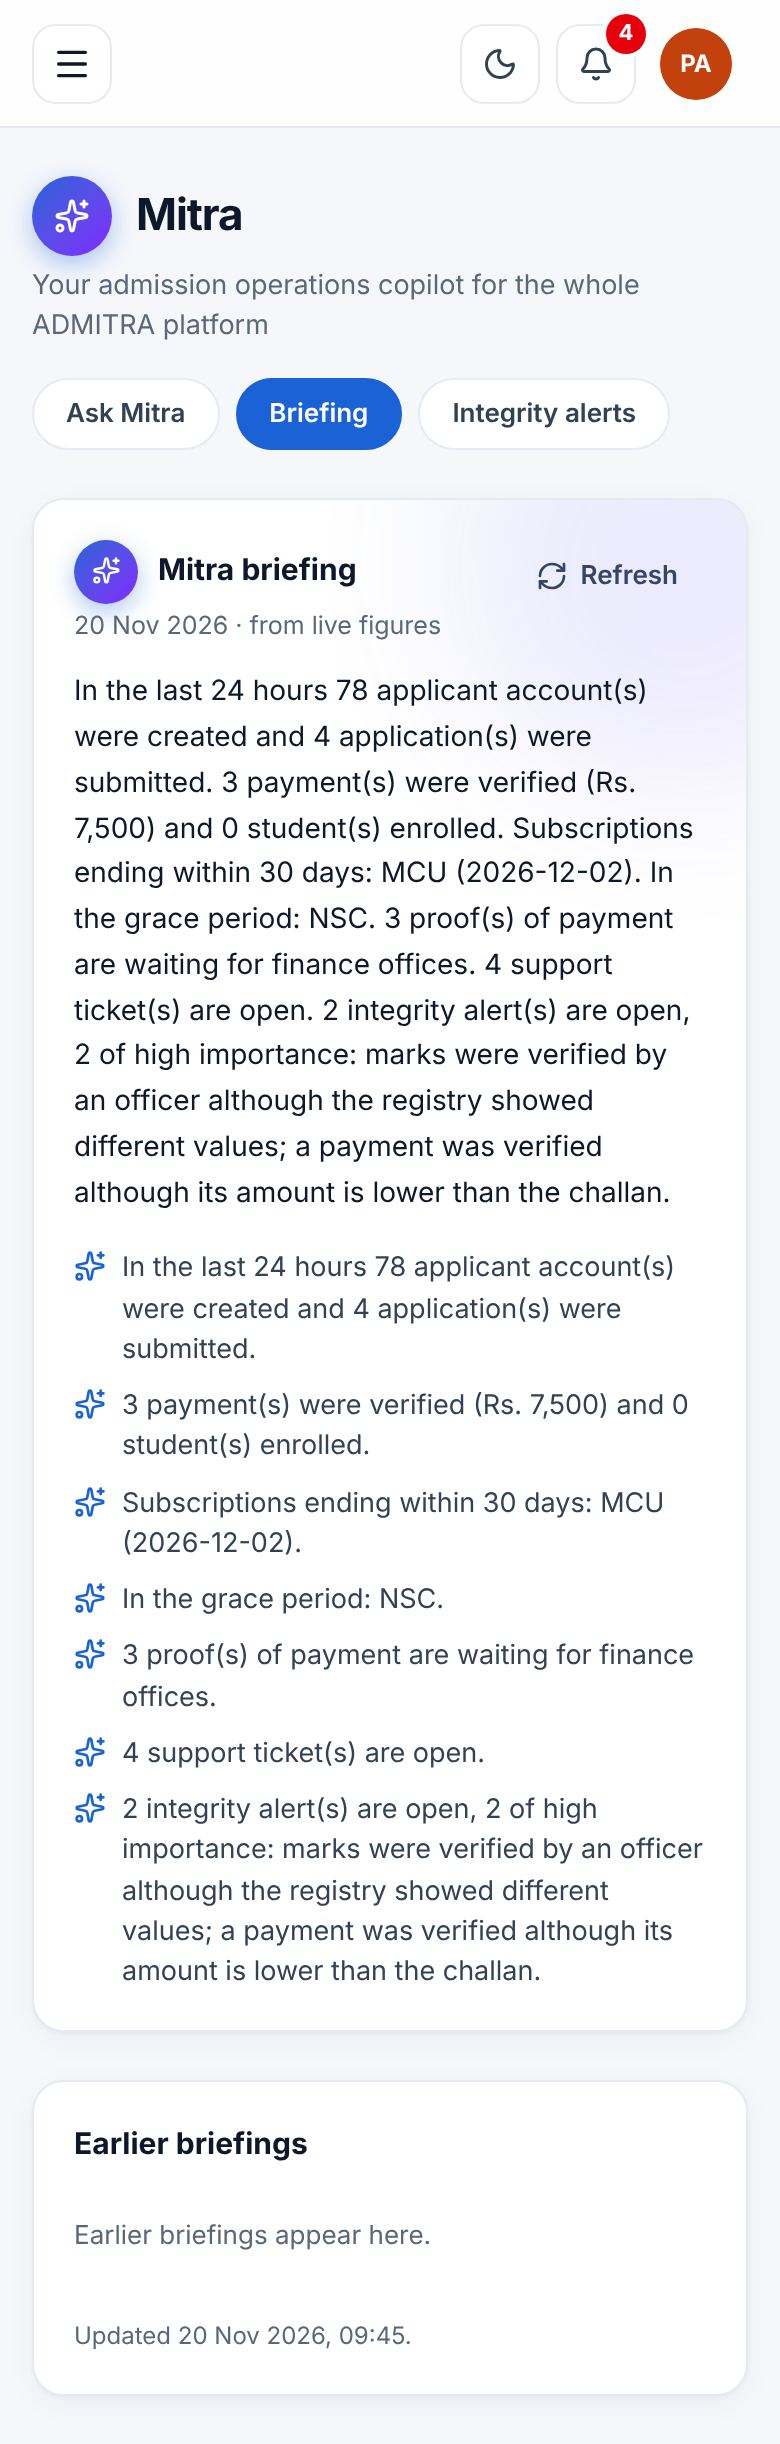 4
PA
Mitra
Your admission operations copilot for the whole
ADMITRA platform
Ask Mitra
Briefing
Integrity alerts
Mitra briefing
Refresh
20 Nov 2026 · from live figures
In the last 24 hours 78 applicant account(s)
were created and 4 application(s) were
submitted. 3 payment(s) were verified (Rs.
7,500) and 0 student(s) enrolled. Subscriptions
ending within 30 days: MCU (2026-12-02). In
the grace period: NSC. 3 proof(s) of payment
are waiting for finance offices. 4 support
ticket(s) are open. 2 integrity alert(s) are open,
2 of high importance: marks were verified by
an officer although the registry showed
different values; a payment was verified
although its amount is lower than the challan.
In the last 24 hours 78 applicant account(s)
were created and 4 application(s) were
submitted.
3 payment(s) were verified (Rs. 7,500) and 0
student(s) enrolled.
Subscriptions ending within 30 days: MCU
(2026-12-02).
In the grace period: NSC.
3 proof(s) of payment are waiting for finance
offices.
4 support ticket(s) are open.
2 integrity alert(s) are open, 2 of high
importance: marks were verified by an officer
although the registry showed different
values; a payment was verified although its
amount is lower than the challan.
Earlier briefings
Earlier briefings appear here.
Updated 20 Nov 2026, 09:45.